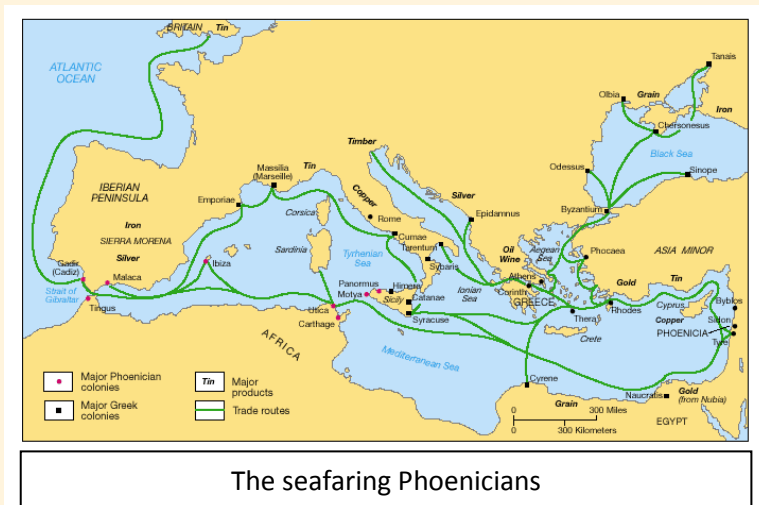 BRITAIN Tin
ATLANTIC
OCEAN
Tanais
Olbia
Grain
Iron
Chersonesus
Timber
Black Sea
Massilia
(Marseille)
Tin
Odessus
Sinope
IBERIAN
PENINSULA
Copper
Silver
Emporiae
Corsica
Rome
Epidamnus
Byzantium
Iron
SIERRA MORENA
Cumae
Tarentum
Oil
Wine
Aegean
Sea
Phocaea
ASIA MINOR
Sardinia
Silver
Tyrrhenian
Sea
Sybaris
Gadir
(Cadiz)
Malaca
Ibiza
Panormus
Himera
Motya
Ionian
Sea
Athens
Corinth
GREECE
Gold
Tin
Strait of
Gibraltar
Sicily
Catanae
Tingus
Utica
Syracuse
Thera
Rhodes
Cyprus
Copper
Byblos
Sidon
PHOENICIA
Tyre
Carthage
AFRICA
Crete
Mediterranean Sea
Cyrene
Naucratis
Gold
(from Nubia)
Grain
EGYPT
Major Phoenician
colonies
Tin
Major
products
Major Greek
colonies
Trade routes
0 300 Miles
0 300 Kilometers
The seafaring Phoenicians